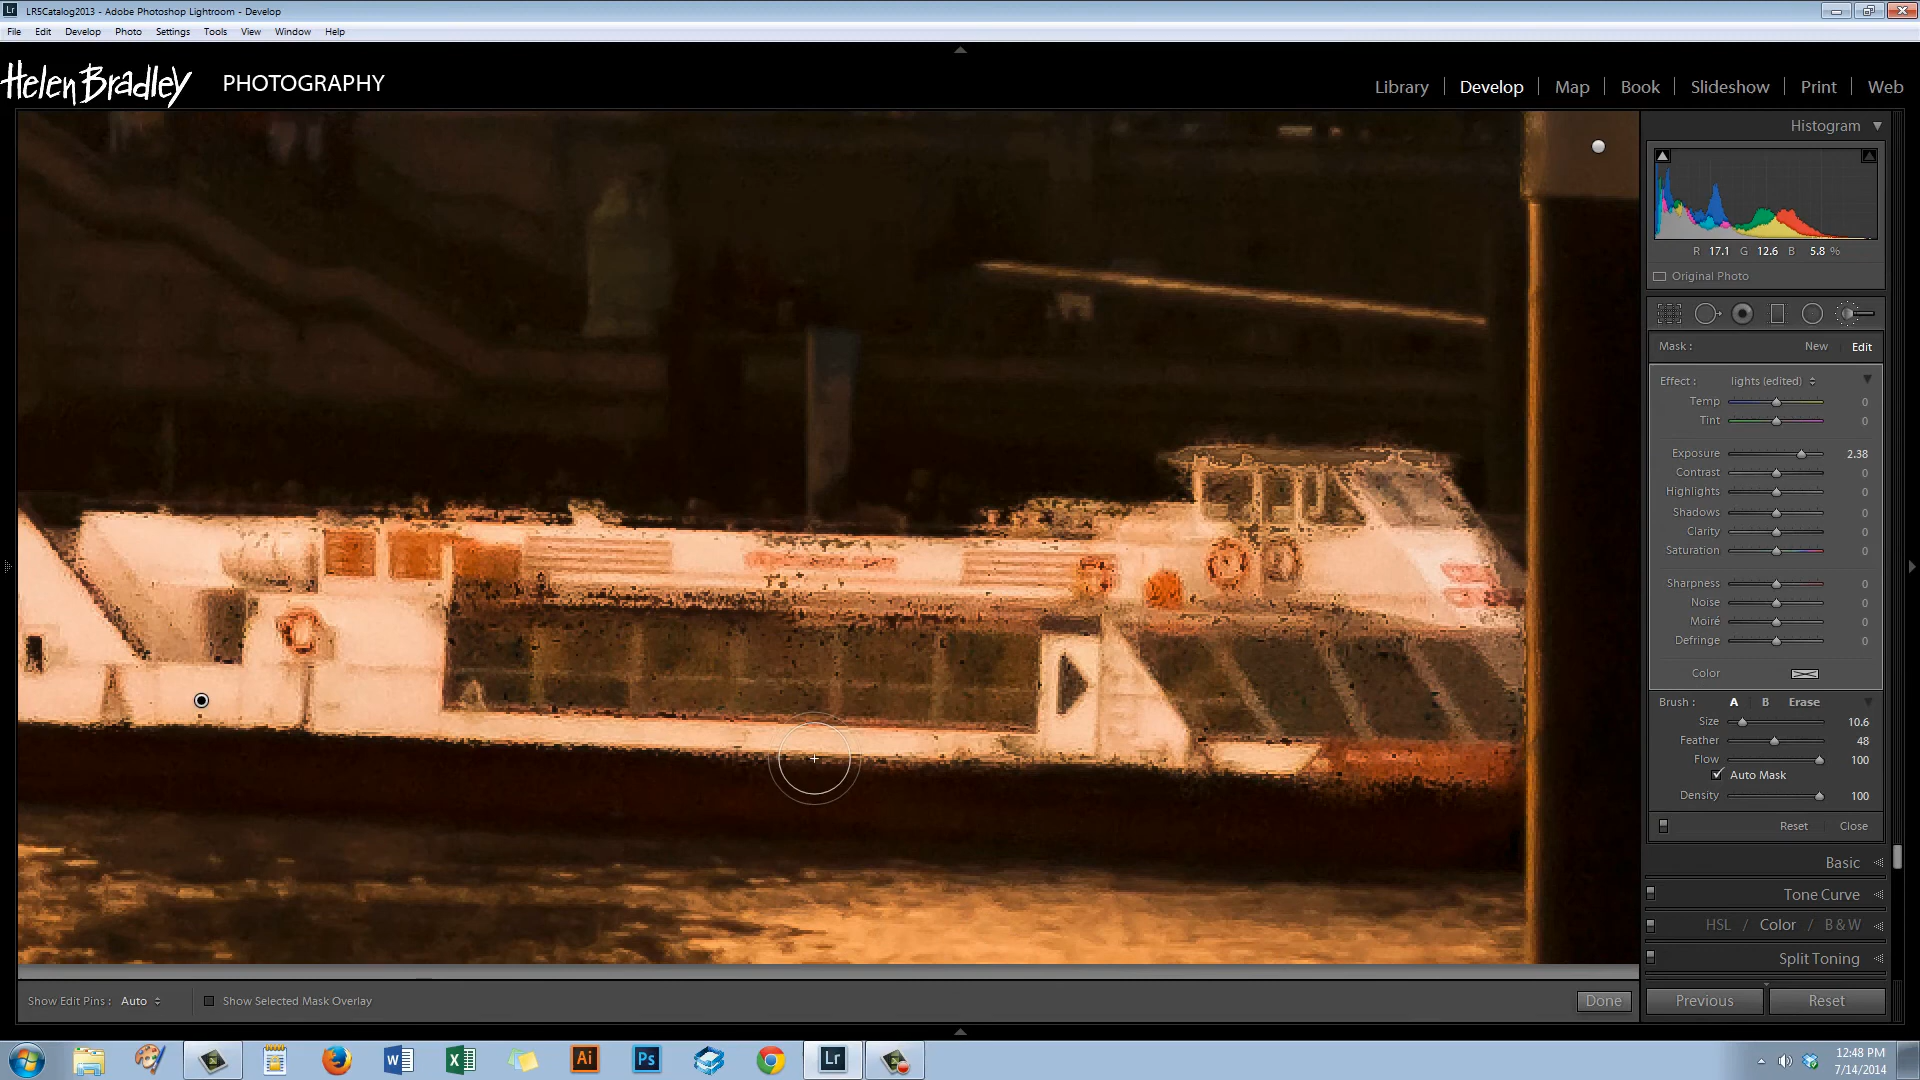 LR5Catalog2013 - Adobe Photoshop Lightroom - Develop
File Edit Develop Photo Settings Tools View Window Help
Helen Bradley PHOTOGRAPHY
Library Develop Map Book Slideshow Print Web
Histogram
R 17.1 G 12.6 B 5.8 %
Original Photo
Mask : New Edit
Effect : lights (edited)
Temp 0
Tint 0
Exposure 2.38
Contrast 0
Highlights 0
Shadows 0
Clarity 0
Saturation 0
Sharpness 0
Noise 0
Moiré 0
Defringe 0
Color
Brush : A B Erase
Size 10.6
Feather 48
Flow 100
Auto Mask
Density 100
Reset Close
Basic
Tone Curve
HSL / Color / B & W
Split Toning
Show Edit Pins : Auto Show Selected Mask Overlay Done Previous Reset
W X Ai Ps Lr
12:48 PM
7/14/2014